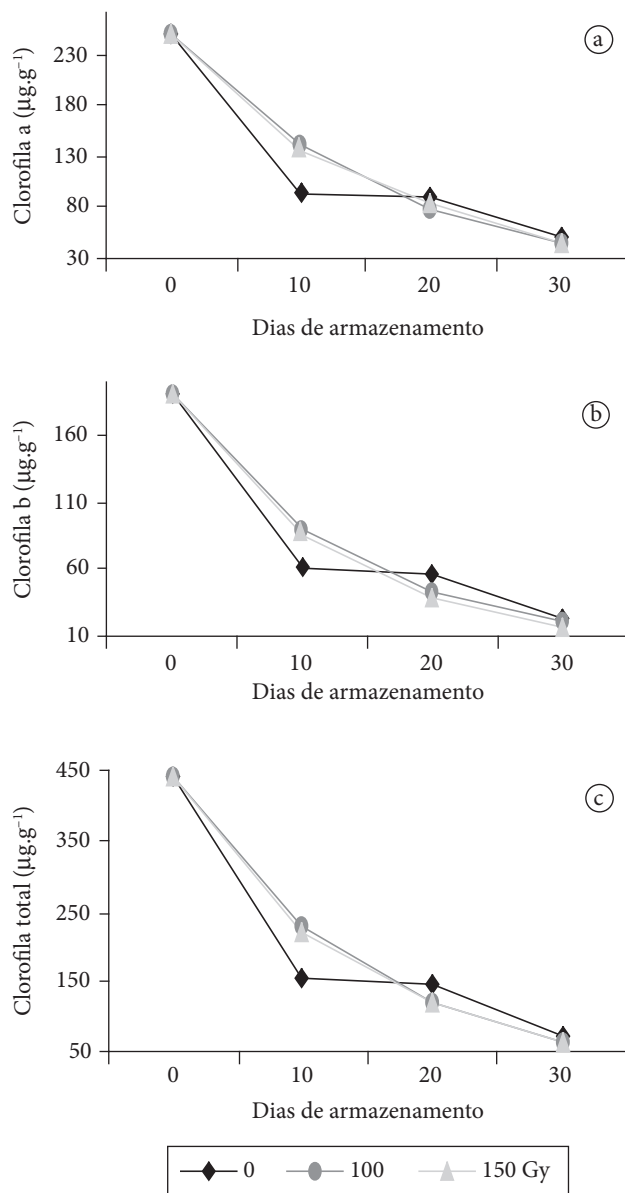 230
180
130
80
30
Clorofila a (µg.g⁻¹)
a
0 10 20 30
Dias de armazenamento
160
110
60
10
Clorofila b (µg.g⁻¹)
b
0 10 20 30
Dias de armazenamento
450
350
250
150
50
Clorofila total (µg.g⁻¹)
c
0 10 20 30
Dias de armazenamento
0 100 150 Gy